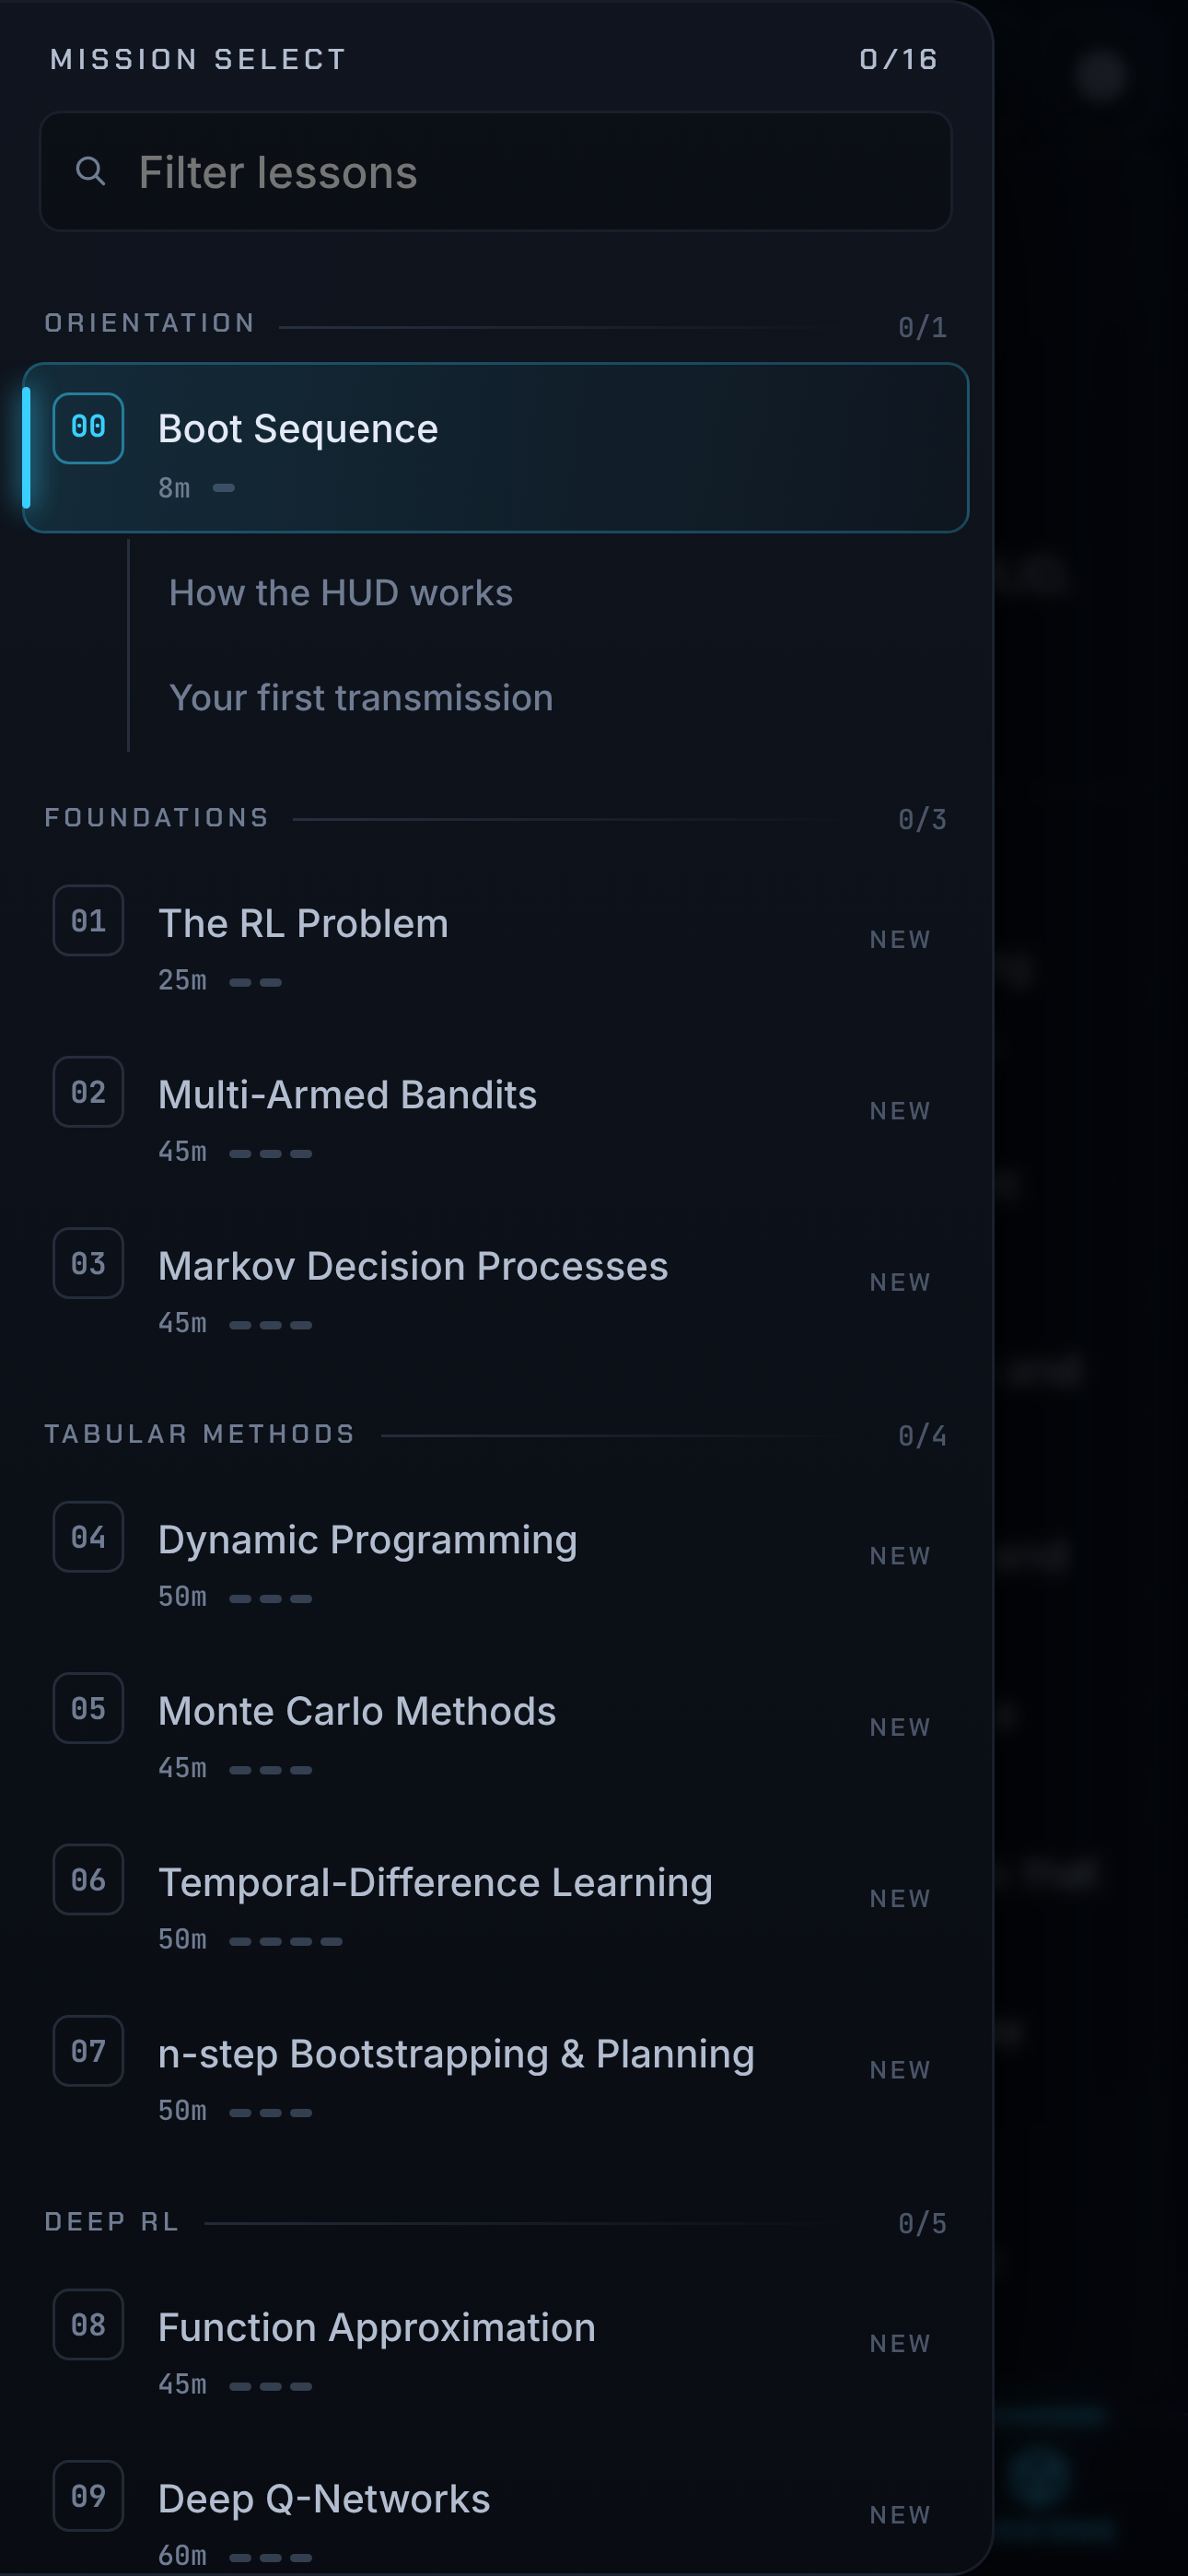 MISSION SELECT 0/16
Filter lessons
ORIENTATION 0/1
00 Boot Sequence
8m
How the HUD works
Your first transmission
FOUNDATIONS 0/3
01 The RL Problem NEW
25m
02 Multi-Armed Bandits NEW
45m
03 Markov Decision Processes NEW
45m
TABULAR METHODS 0/4
04 Dynamic Programming NEW
50m
05 Monte Carlo Methods NEW
45m
06 Temporal-Difference Learning NEW
50m
07 n-step Bootstrapping & Planning NEW
50m
DEEP RL 0/5
08 Function Approximation NEW
45m
09 Deep Q-Networks NEW
60m